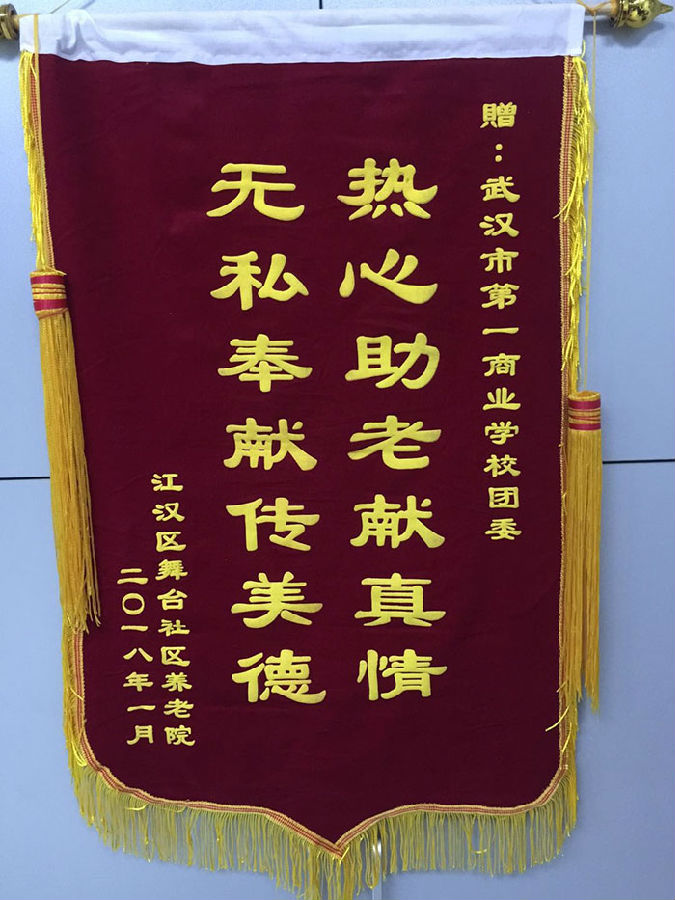 贈：武汉市第一商业学校团委
热心助老献真情
无私奉献传美德
江汉区舞台社区养老院
二〇一八年一月